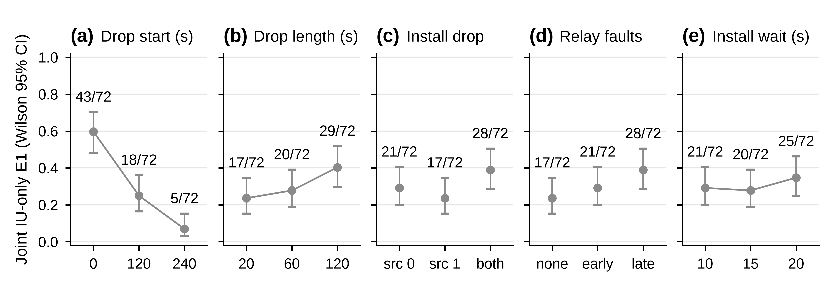 (a) Drop start (s)
(b) Drop length (s)
(c) Install drop
(d) Relay faults
(e) Install wait (s)
Joint IU-only E1 (Wilson 95% CI)
1.0
0.8
0.6
0.4
0.2
0.0
43/72
18/72
5/72
0 120 240
17/72
20/72
29/72
20 60 120
21/72
17/72
28/72
src 0 src 1 both
17/72
21/72
28/72
none early late
21/72
20/72
25/72
10 15 20